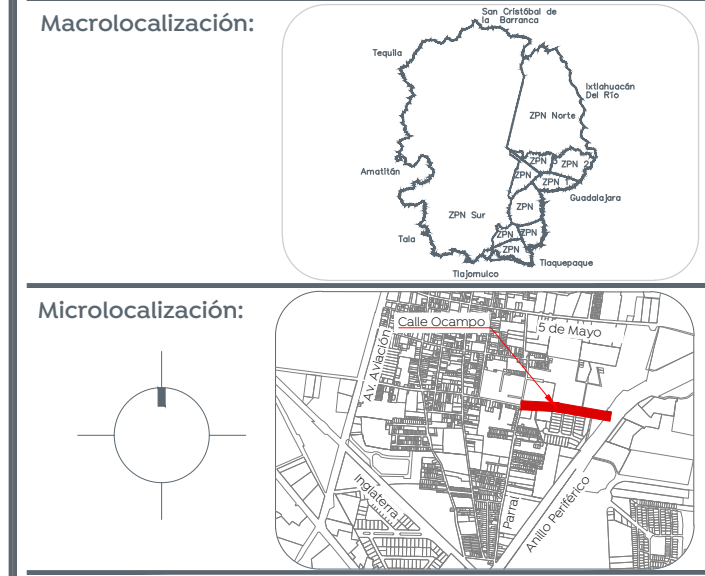 Macrolocalización:
San Cristóbal de
la Barranca
Tequila
Ixtlahuacán
Del Río
ZPN Norte
ZPN 3
ZPN 2
Amatitán
ZPN
ZPN 1
Guadalajara
ZPN
ZPN Sur
ZPN
ZPN
Tala
ZPN
Tlaquepaque
Tlajomulco
Microlocalización:
Calle Ocampo
5 de Mayo
Av. Aviación
Inglaterra
Parral
Anillo Periférico